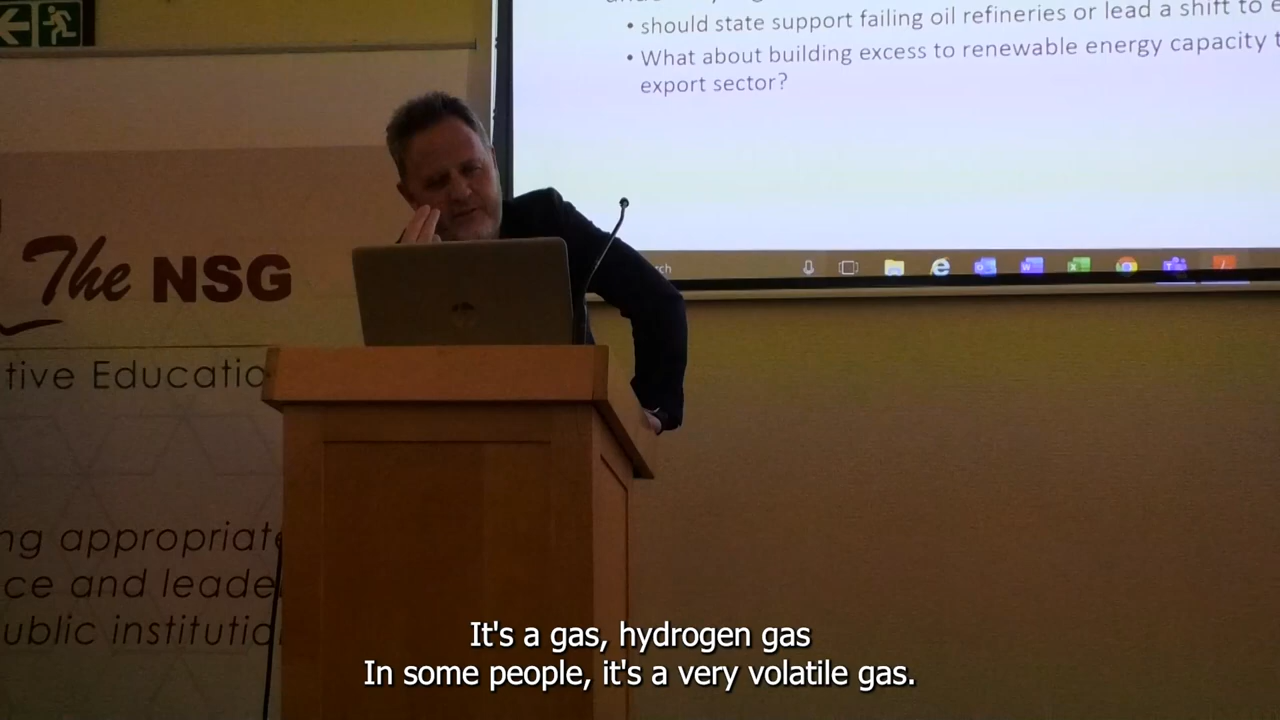 • should state support failing oil refineries or lead a shift to
• What about building excess to renewable energy capacity
export sector?
The NSG
tive Educatio
ng appropriate
ce and leade
ublic institutio
It's a gas, hydrogen gas
In some people, it's a very volatile gas.